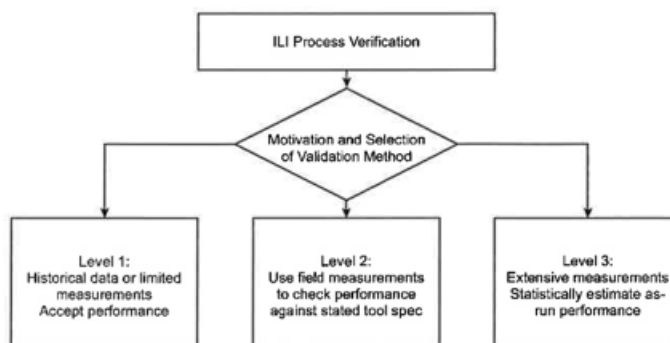 ILI Process Verification
Motivation and Selection
of Validation Method
Level 1:
Historical data or limited
measurements
Accept performance
Level 2:
Use field measurements
to check performance
against stated tool spec
Level 3:
Extensive measurements
Statistically estimate as-
run performance